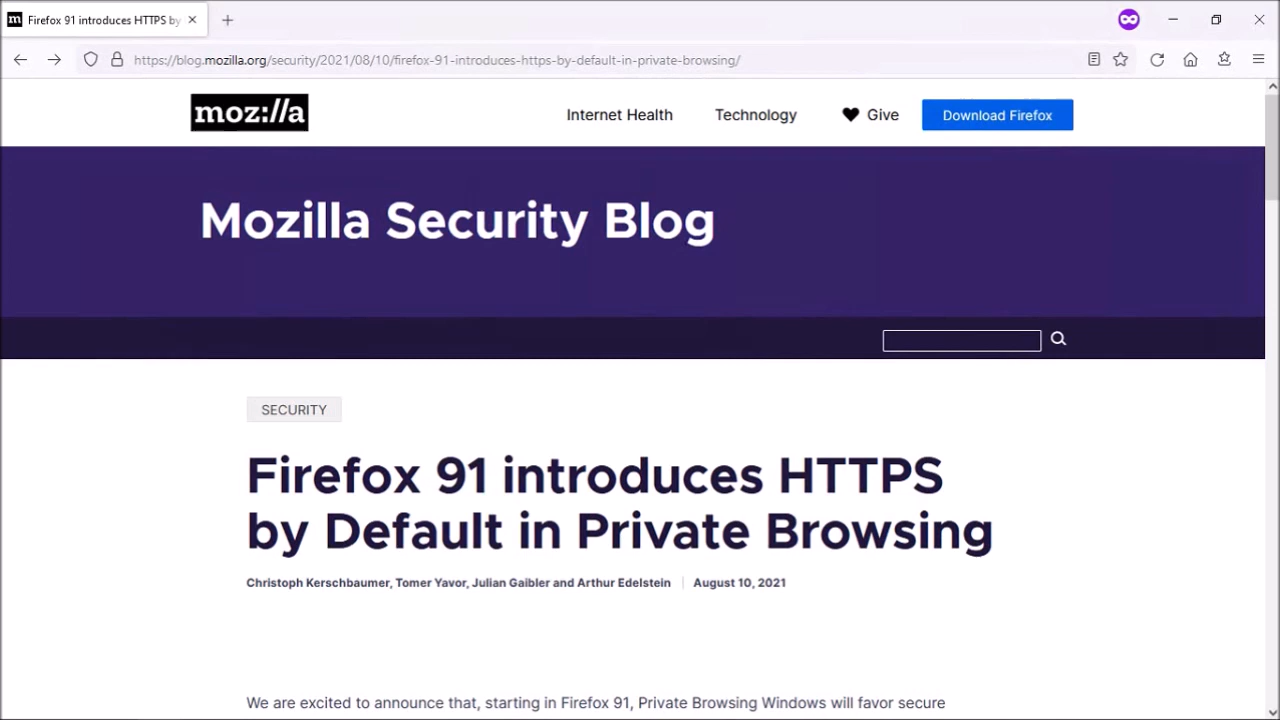 m Firefox 91 introduces HTTPS by
https://blog.mozilla.org/security/2021/08/10/firefox-91-introduces-https-by-default-in-private-browsing/
moz://a
Internet Health Technology Give Download Firefox
Mozilla Security Blog
SECURITY
Firefox 91 introduces HTTPS
by Default in Private Browsing
Christoph Kerschbaumer, Tomer Yavor, Julian Gaibler and Arthur Edelstein August 10, 2021
We are excited to announce that, starting in Firefox 91, Private Browsing Windows will favor secure